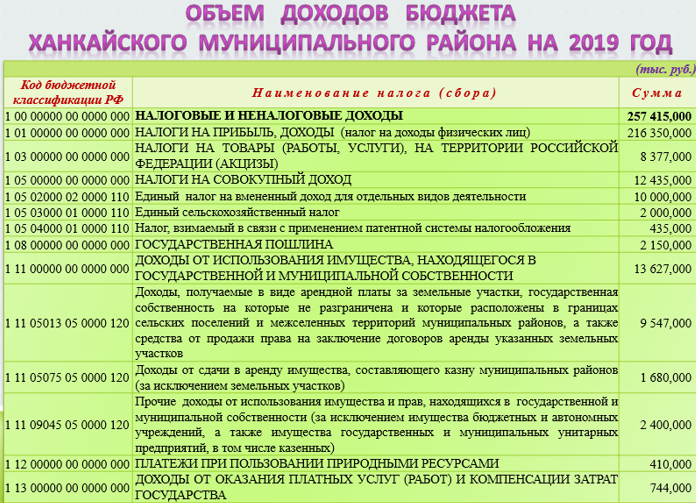 ОБЪЕМ ДОХОДОВ БЮДЖЕТА
ХАНКАЙСКОГО МУНИЦИПАЛЬНОГО РАЙОНА НА 2019 ГОД
(тыс. руб.)
Код бюджетной
классификации РФ
Наименование налога (сбора)
Сумма
1 00 00000 00 0000 000 НАЛОГОВЫЕ И НЕНАЛОГОВЫЕ ДОХОДЫ 257 415,000
1 01 00000 00 0000 000 НАЛОГИ НА ПРИБЫЛЬ, ДОХОДЫ (налог на доходы физических лиц) 216 350,000
НАЛОГИ НА ТОВАРЫ (РАБОТЫ, УСЛУГИ), НА ТЕРРИТОРИИ РОССИЙСКОЙ
1 03 00000 00 0000 000 ФЕДЕРАЦИИ (АКЦИЗЫ) 8 377,000
1 05 00000 00 0000 000 НАЛОГИ НА СОВОКУПНЫЙ ДОХОД 12 435,000
1 05 02000 02 0000 110 Единый налог на вмененный доход для отдельных видов деятельности 10 000,000
1 05 03000 01 0000 110 Единый сельскохозяйственный налог 2 000,000
1 05 04000 01 0000 110 Налог, взимаемый в связи с применением патентной системы налогообложения 435,000
1 08 00000 00 0000 000 ГОСУДАРСТВЕННАЯ ПОШЛИНА 2 150,000
ДОХОДЫ ОТ ИСПОЛЬЗОВАНИЯ ИМУЩЕСТВА, НАХОДЯЩЕГОСЯ В
1 11 00000 00 0000 000 ГОСУДАРСТВЕННОЙ И МУНИЦИПАЛЬНОЙ СОБСТВЕННОСТИ 13 627,000
Доходы, получаемые в виде арендной платы за земельные участки, государственная
собственность на которые не разграничена и которые расположены в границах
1 11 05013 05 0000 120 сельских поселений и межселенных территорий муниципальных районов, а также 9 547,000
средства от продажи права на заключение договоров аренды указанных земельных
участков
1 11 05075 05 0000 120 Доходы от сдачи в аренду имущества, составляющего казну муниципальных районов 1 680,000
(за исключением земельных участков)
Прочие доходы от использования имущества и прав, находящихся в государственной и
муниципальной собственности (за исключением имущества бюджетных и автономных
1 11 09045 05 0000 120 учреждений, а также имущества государственных и муниципальных унитарных 2 400,000
предприятий, в том числе казенных)
1 12 00000 00 0000 000 ПЛАТЕЖИ ПРИ ПОЛЬЗОВАНИИ ПРИРОДНЫМИ РЕСУРСАМИ 410,000
1 13 00000 00 0000 000 ДОХОДЫ ОТ ОКАЗАНИЯ ПЛАТНЫХ УСЛУГ (РАБОТ) И КОМПЕНСАЦИИ ЗАТРАТ 744,000
ГОСУДАРСТВА